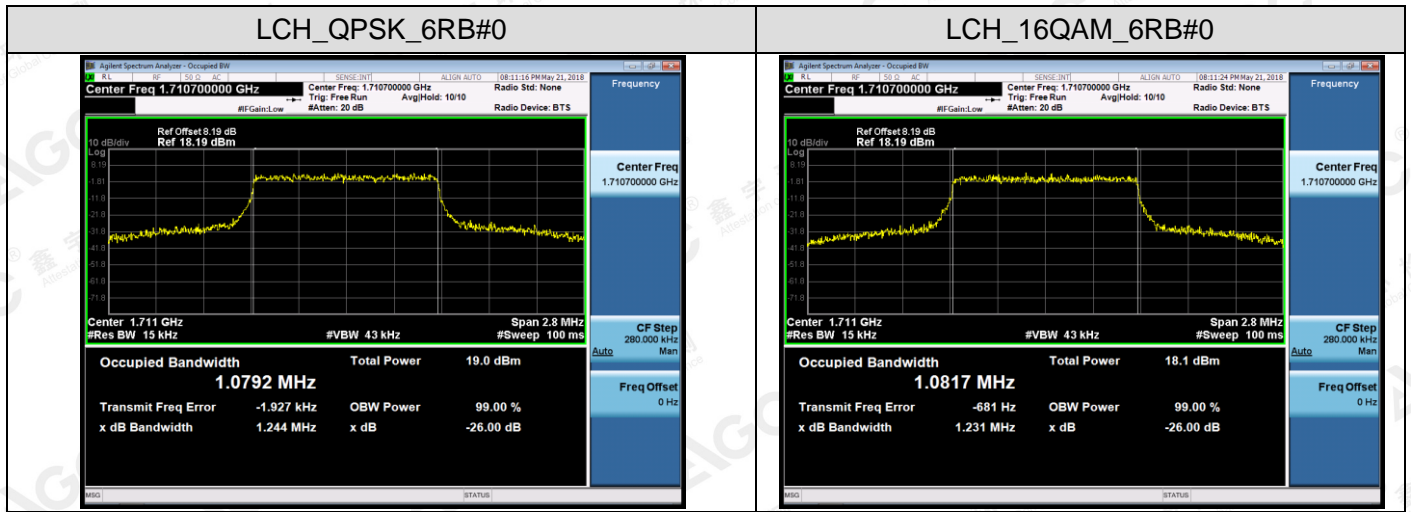 LCH_QPSK_6RB#0
LCH_16QAM_6RB#0
Agilent Spectrum Analyzer - Occupied BW
RL RF 50 Ω AC SENSE:INT ALIGN AUTO 08:11:16 PM May 21, 2018
Center Freq 1.710700000 GHz
Center Freq: 1.710700000 GHz
Radio Std: None
Trig: Free Run Avg|Hold: 10/10
#IFGain:Low #Atten: 20 dB Radio Device: BTS
Ref Offset 8.19 dB
10 dB/div Ref 18.19 dBm
Log
8.19
-1.81
-11.8
-21.8
-31.8
-41.8
-51.8
-61.8
-71.8
Center 1.711 GHz Span 2.8 MHz
#Res BW 15 kHz #VBW 43 kHz #Sweep 100 ms
Occupied Bandwidth Total Power 19.0 dBm
1.0792 MHz
Transmit Freq Error -1.927 kHz OBW Power 99.00 %
x dB Bandwidth 1.244 MHz x dB -26.00 dB
MSG STATUS
Frequency
Center Freq
1.710700000 GHz
CF Step
280.000 kHz
Auto Man
Freq Offset
0 Hz
Agilent Spectrum Analyzer - Occupied BW
RL RF 50 Ω AC SENSE:INT ALIGN AUTO 08:11:24 PM May 21, 2018
Center Freq 1.710700000 GHz
Center Freq: 1.710700000 GHz
Radio Std: None
Trig: Free Run Avg|Hold: 10/10
#IFGain:Low #Atten: 20 dB Radio Device: BTS
Ref Offset 8.19 dB
10 dB/div Ref 18.19 dBm
Log
8.19
-1.81
-11.8
-21.8
-31.8
-41.8
-51.8
-61.8
-71.8
Center 1.711 GHz Span 2.8 MHz
#Res BW 15 kHz #VBW 43 kHz #Sweep 100 ms
Occupied Bandwidth Total Power 18.1 dBm
1.0817 MHz
Transmit Freq Error -681 Hz OBW Power 99.00 %
x dB Bandwidth 1.231 MHz x dB -26.00 dB
MSG STATUS
Frequency
Center Freq
1.710700000 GHz
CF Step
280.000 kHz
Auto Man
Freq Offset
0 Hz